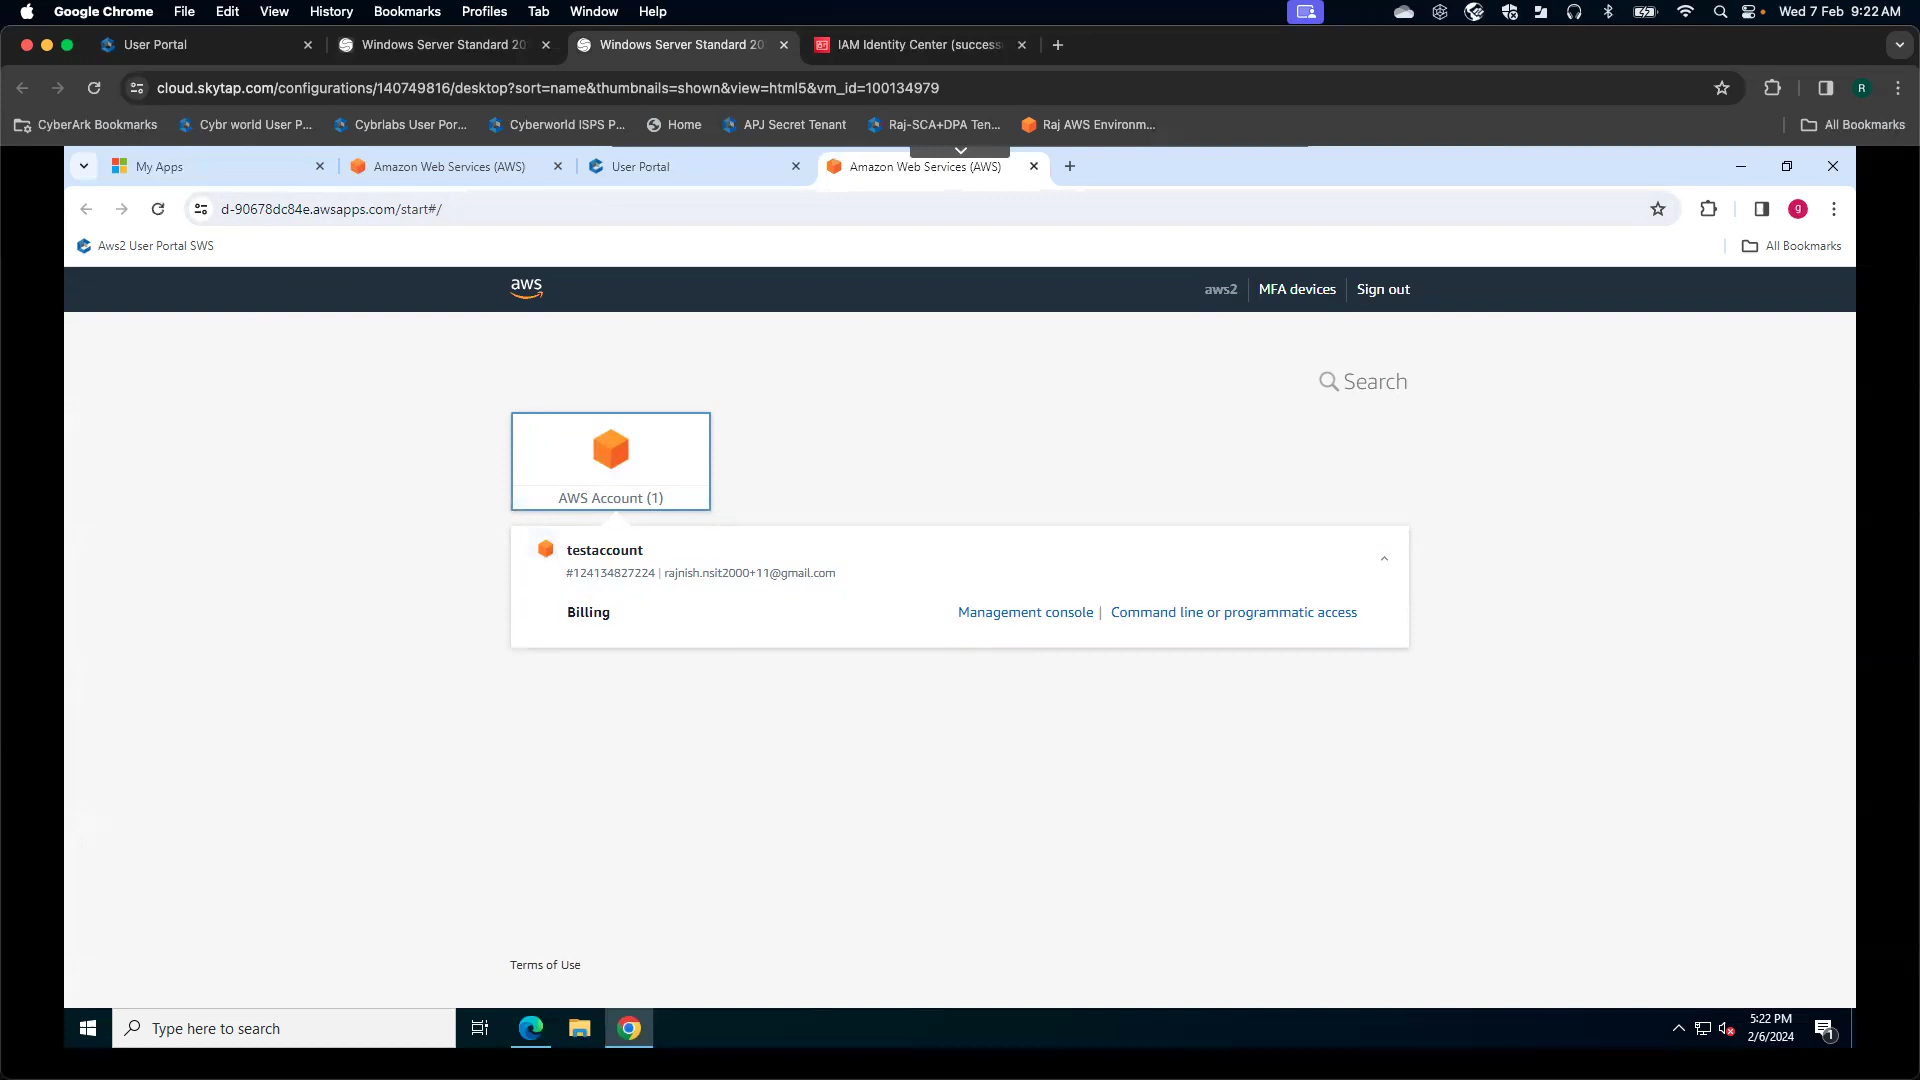 Google Chrome File Edit View History Bookmarks Profiles Tab Window Help Wed 7 Feb 9:22 AM
User Portal Windows Server Standard 20 Windows Server Standard 20 IAM Identity Center (success
cloud.skytap.com/configurations/140749816/desktop?sort=name&thumbnails=shown&view=html5&vm_id=100134979 R
CyberArk Bookmarks Cybr world User P... Cybrlabs User Por... Cyberworld ISPS P... Home APJ Secret Tenant Raj-SCA+DPA Ten... Raj AWS Environm... All Bookmarks
My Apps Amazon Web Services (AWS) User Portal Amazon Web Services (AWS)
d-90678dc84e.awsapps.com/start#/ g
Aws2 User Portal SWS All Bookmarks
aws aws2 MFA devices Sign out
Search
AWS Account (1)
testaccount
#124134827224 | rajnish.nsit2000+11@gmail.com
Billing Management console | Command line or programmatic access
Terms of Use
Type here to search
5:22 PM
2/6/2024
1